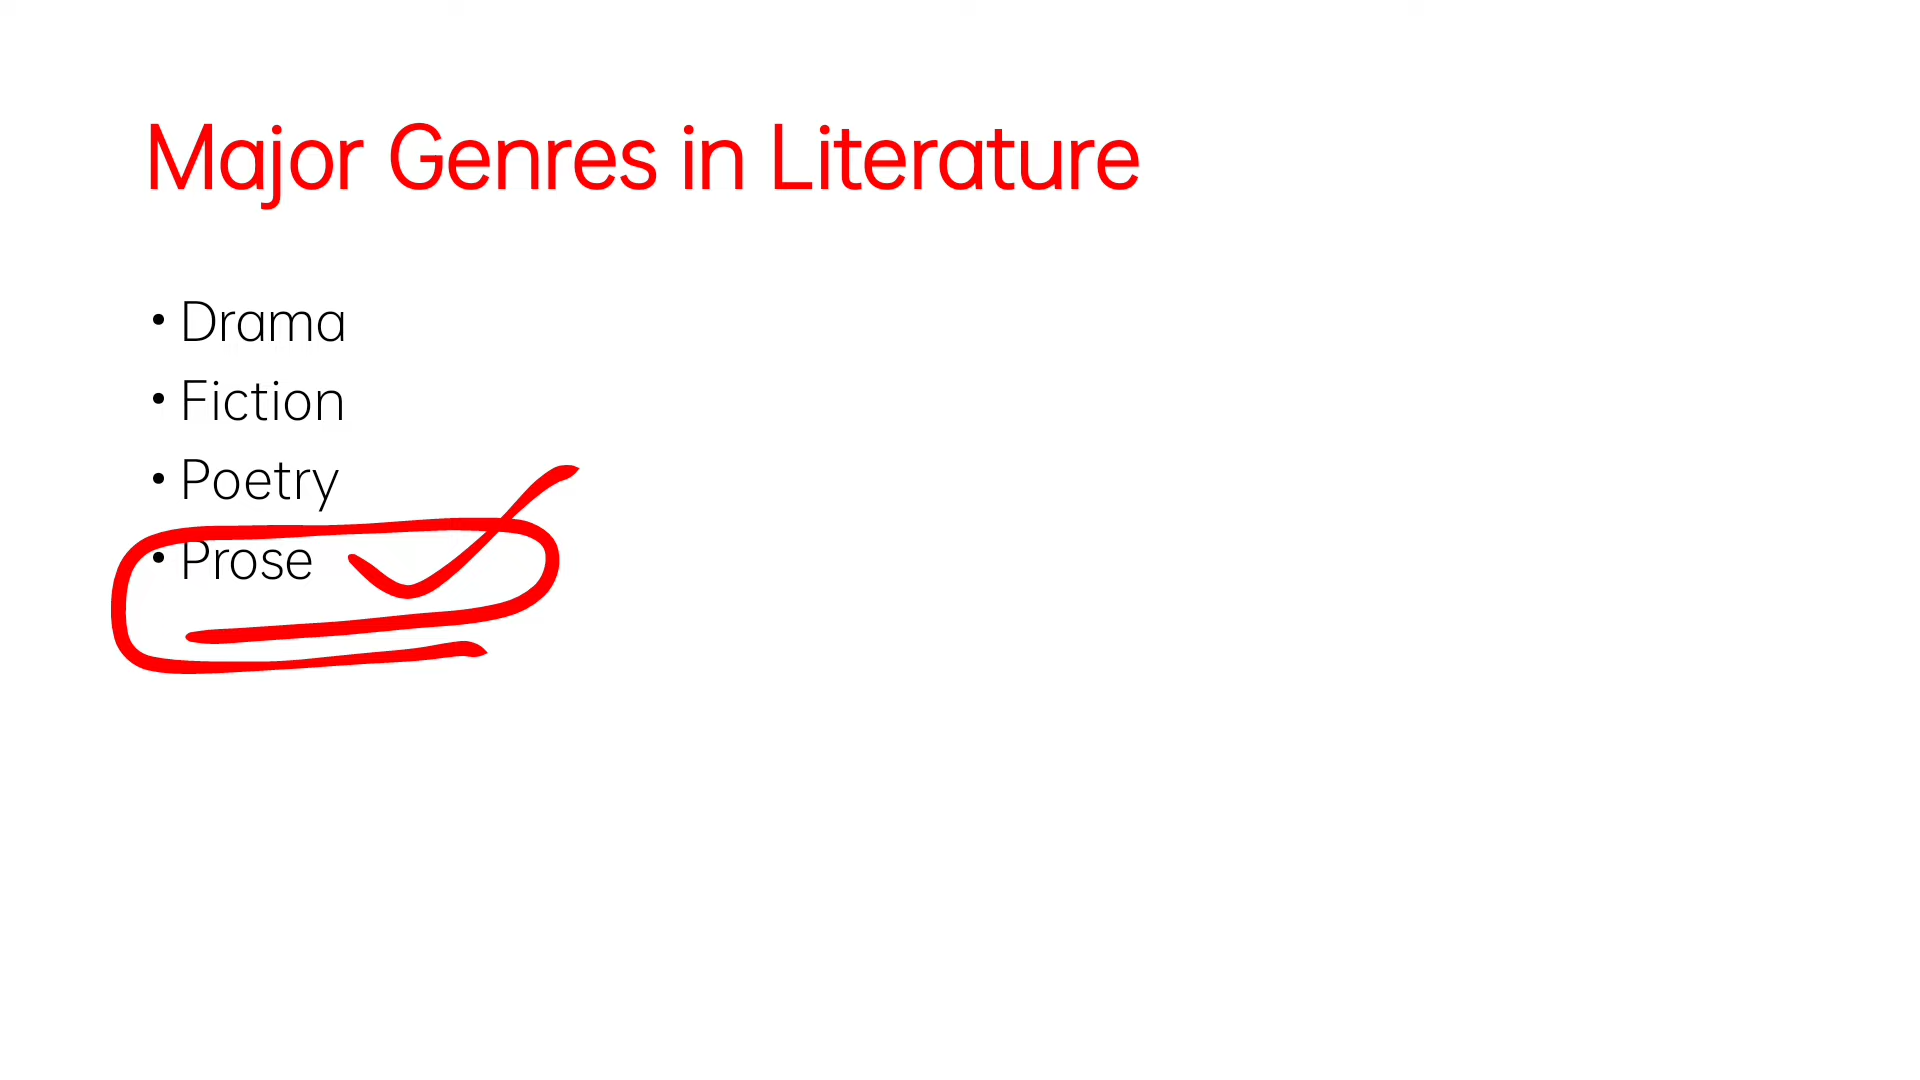 Major Genres in Literature
• Drama
• Fiction
• Poetry
• Prose